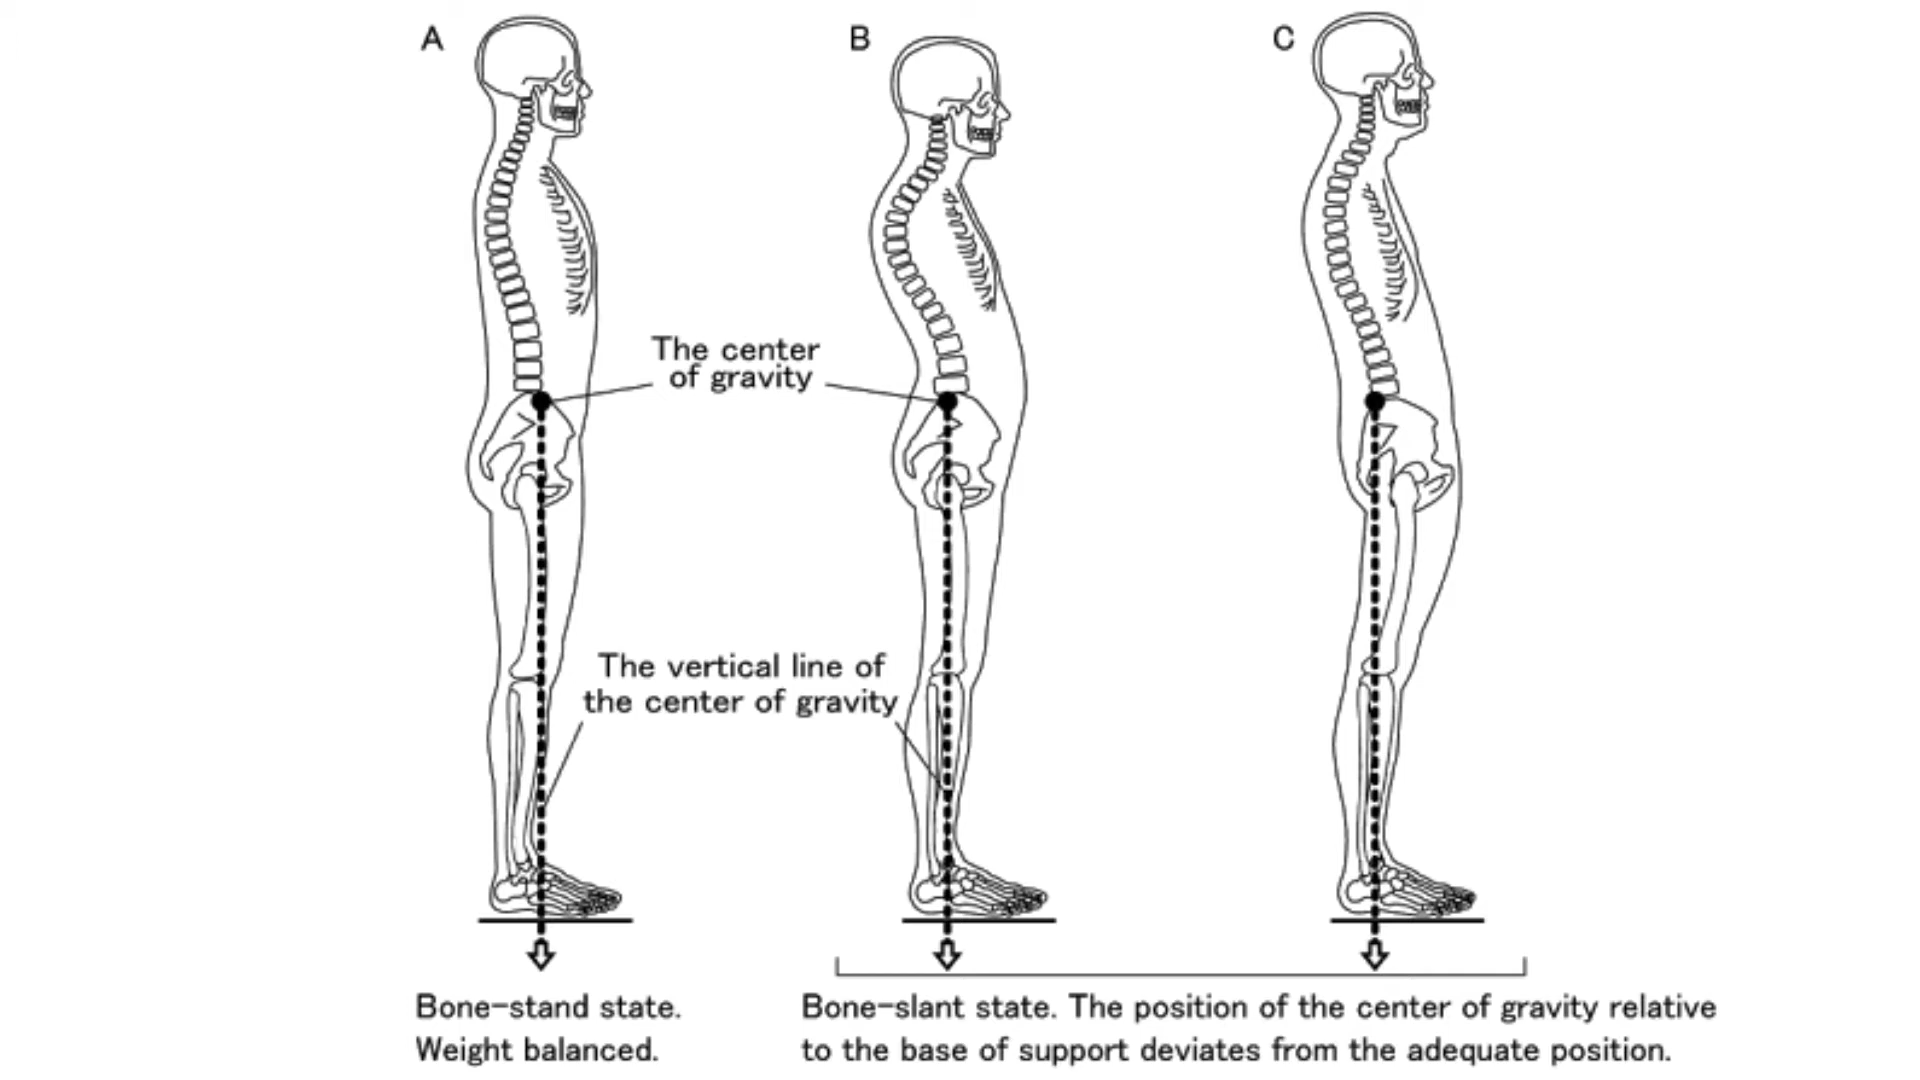 A
B
C
The center
of gravity
The vertical line of
the center of gravity
Bone-stand state.
Weight balanced.
Bone-slant state. The position of the center of gravity relative
to the base of support deviates from the adequate position.